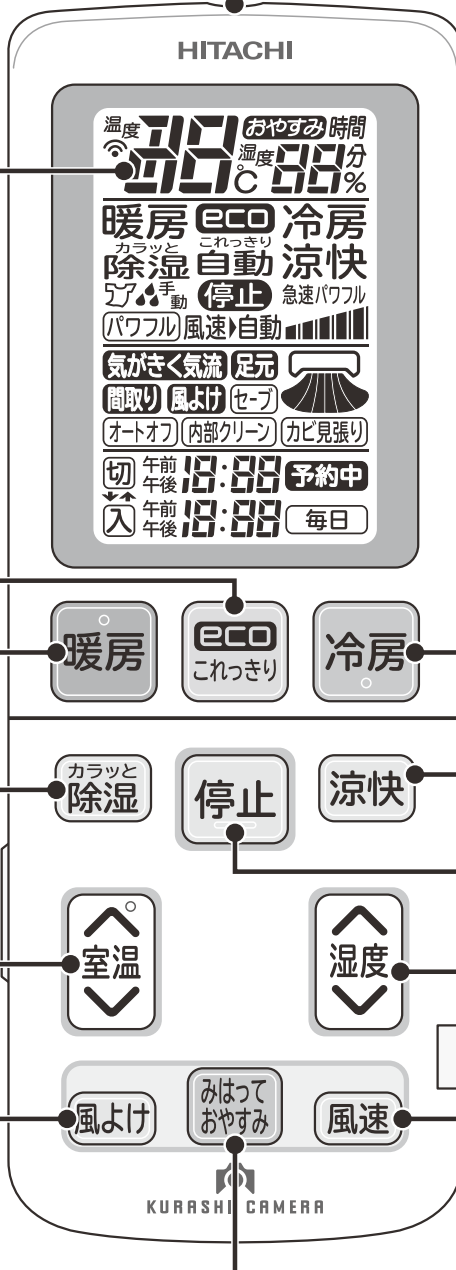 HITACHI
温度 88℃ おやすみ 時間
湿度 88 分 %
暖房 eco 冷房
カラッと これっきり
除湿 自動 涼快
手動 停止 急速パワフル
パワフル 風速 自動
気がきく気流 足元
間取り 風よけ セーブ
オートオフ 内部クリーン カビ見張り
切 午前 午後 18:88 予約中
入 午前 午後 18:88 毎日
暖房 eco これっきり 冷房
カラッと 除湿 停止 涼快
室温 湿度
風よけ みはって おやすみ 風速
KURASHI CAMERA